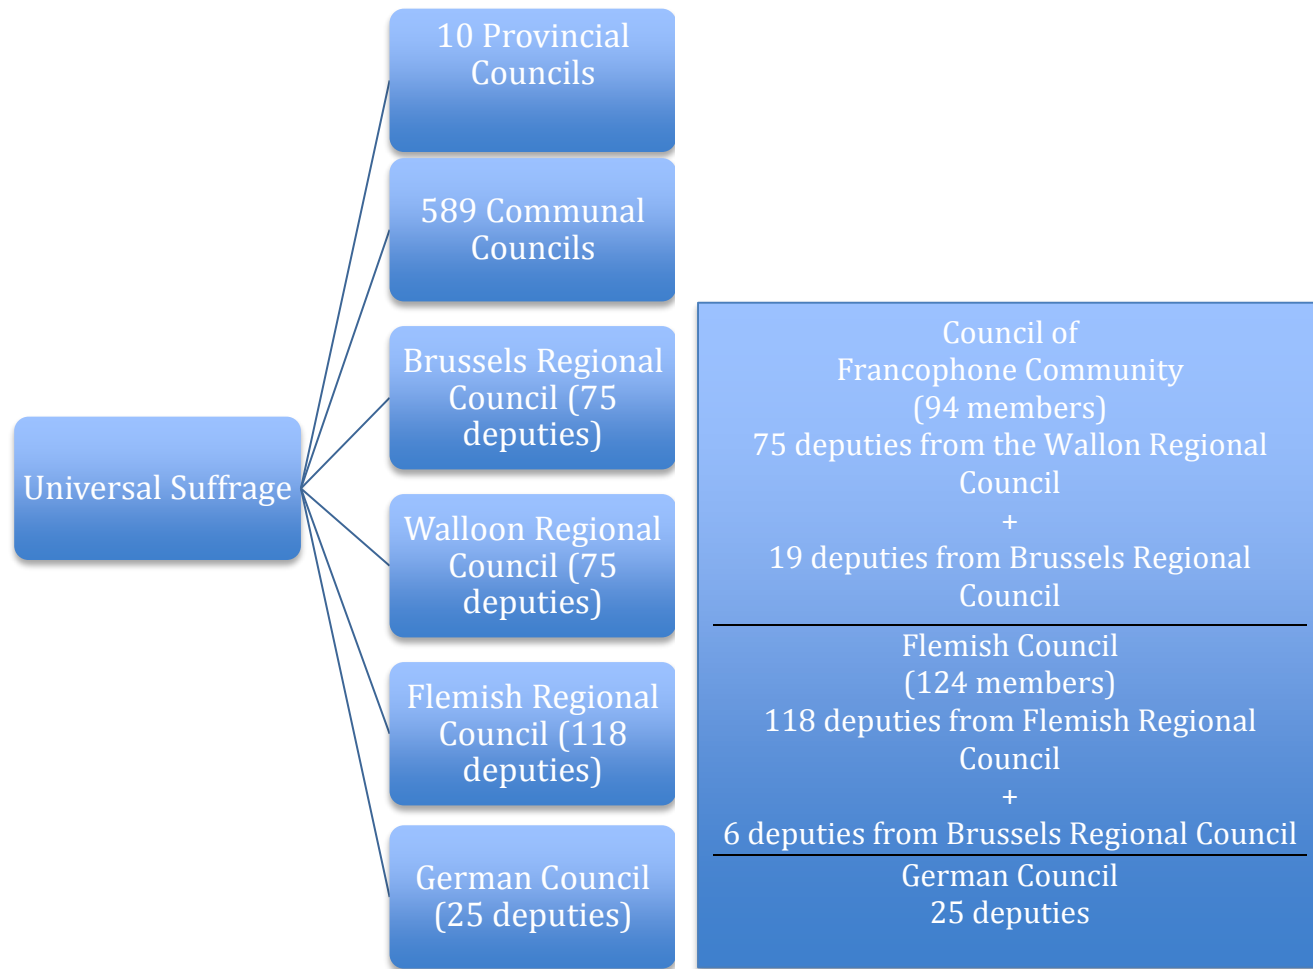 10 Provincial
Councils
589 Communal
Councils
Brussels Regional
Council (75
deputies)
Universal Suffrage
Walloon Regional
Council (75
deputies)
Flemish Regional
Council (118
deputies)
German Council
(25 deputies)
Council of
Francophone Community
(94 members)
75 deputies from the Wallon Regional
Council
+
19 deputies from Brussels Regional
Council
Flemish Council
(124 members)
118 deputies from Flemish Regional
Council
+
6 deputies from Brussels Regional Council
German Council
25 deputies